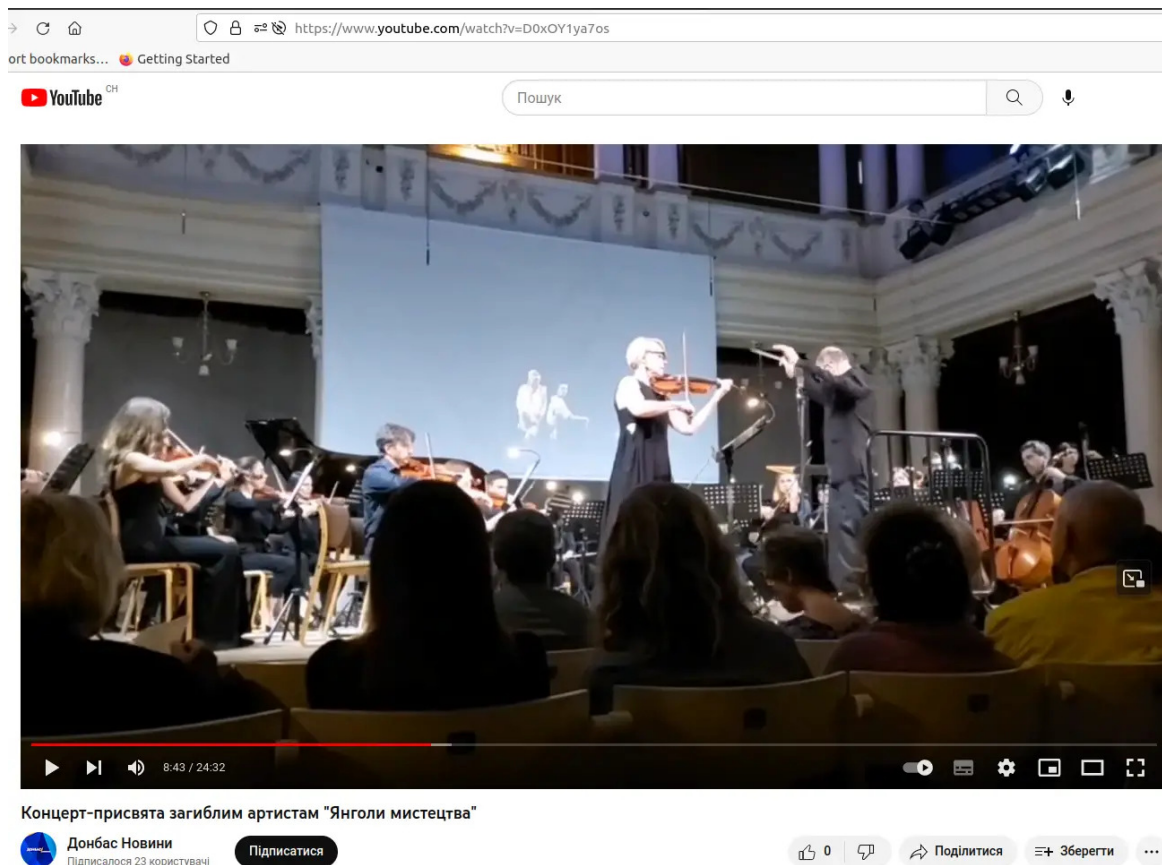 https://www.youtube.com/watch?v=D0xOY1ya7os
ort bookmarks... Getting Started
YouTube CH
Пошук
8:43 / 24:32
Концерт-присвята загиблим артистам "Янголи мистецтва"
Донбас Новини
Підписалося 23 користувачі
Підписатися
0
Поділитися
Зберегти